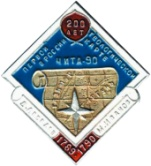 200
ЛЕТ
ПЕРВОЙ В РОССИИ
ГЕОЛОГИЧЕСКОЙ
КАРТЕ
ЧИТА-90
1789
1790